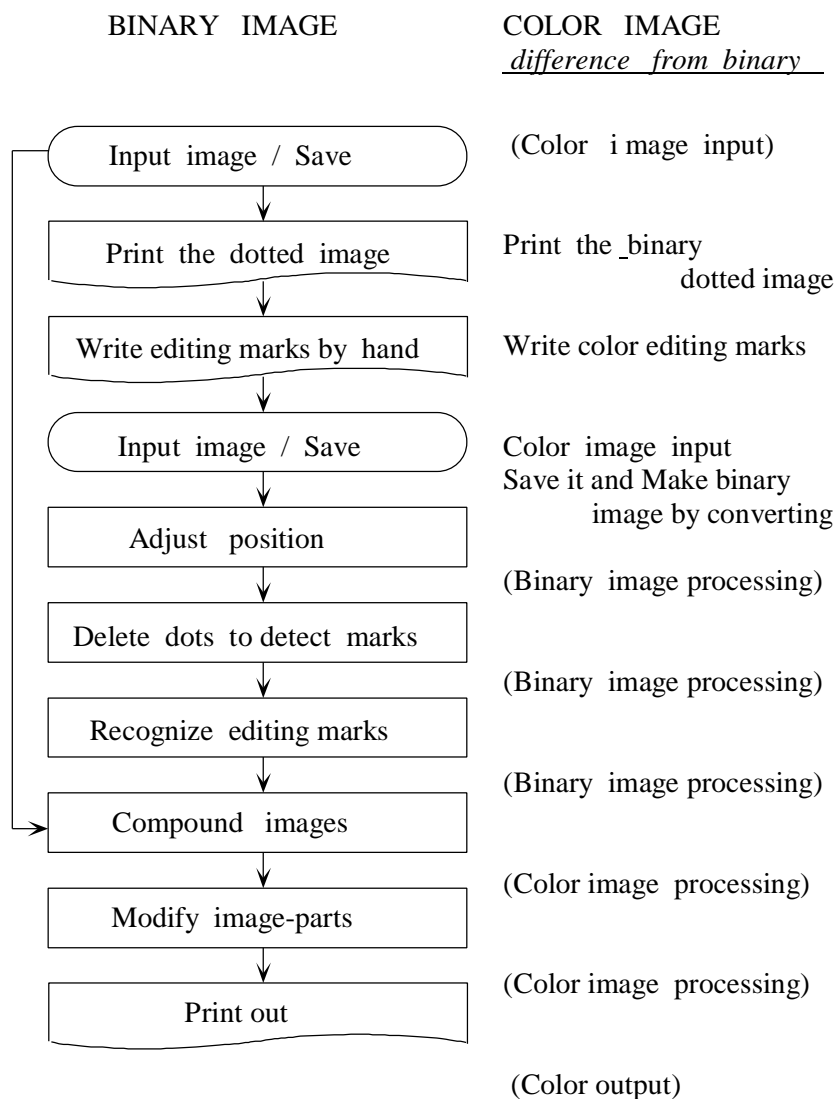 BINARY IMAGE
COLOR IMAGE
difference from binary
Input image / Save
(Color i mage input)
Print the dotted image
Print the binary
dotted image
Write editing marks by hand
Write color editing marks
Input image / Save
Color image input
Save it and Make binary
image by converting
Adjust position
(Binary image processing)
Delete dots to detect marks
(Binary image processing)
Recognize editing marks
(Binary image processing)
Compound images
(Color image processing)
Modify image-parts
(Color image processing)
Print out
(Color output)